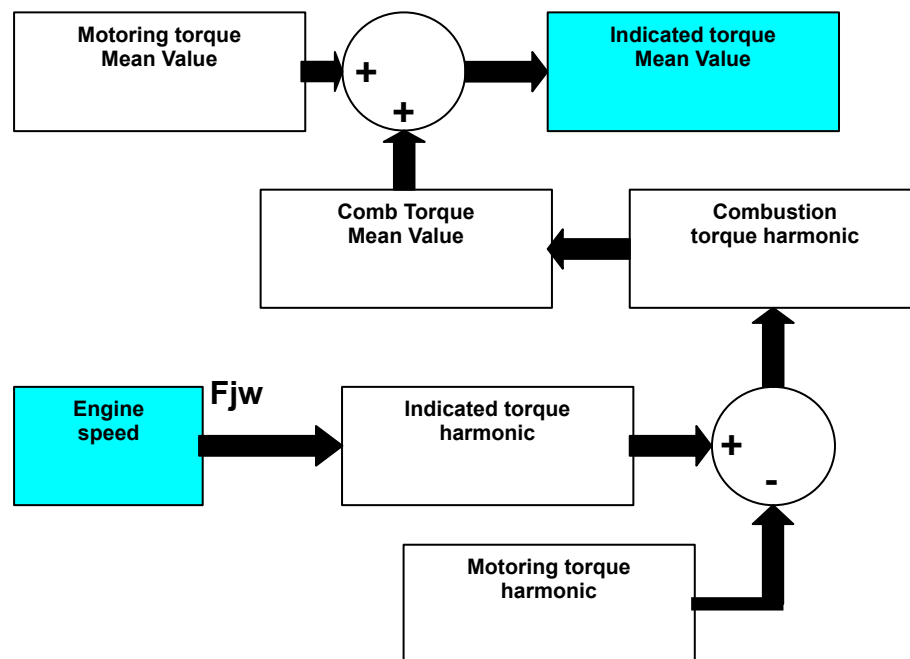 Motoring torque
Mean Value
+
+
Indicated torque
Mean Value
Comb Torque
Mean Value
Combustion
torque harmonic
Engine
speed
Fjw
Indicated torque
harmonic
+
-
Motoring torque
harmonic